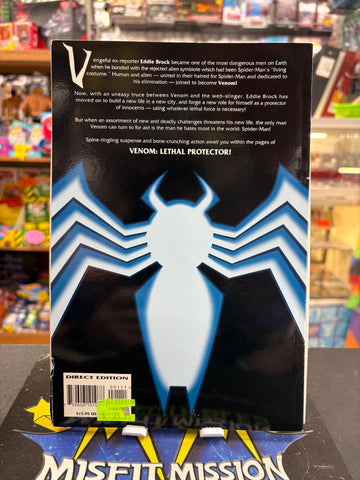 Vengeful ex-reporter Eddie Brock became one of the most dangerous men on Earth
when he bonded with the rejected alien symbiote which had been Spider-Man's "living
costume." Human and alien — united in their hatred for Spider-Man and dedicated to
his elimination — joined to become Venom!
Now, with an uneasy truce between Venom and the web-slinger, Eddie Brock has
moved on to build a new life in a new city, and forge a new role for himself as a protector
of innocents — using whatever lethal force is necessary!
But when an assortment of new and deadly challenges threatens his new life, the only man
Venom can turn to for aid is the man he hates most in the world: Spider-Man!
Spine-tingling suspense and bone-crunching action await you within the pages of
VENOM: LETHAL PROTECTOR!
DIRECT EDITION
00111
$15.95 US
MISFIT MISSION